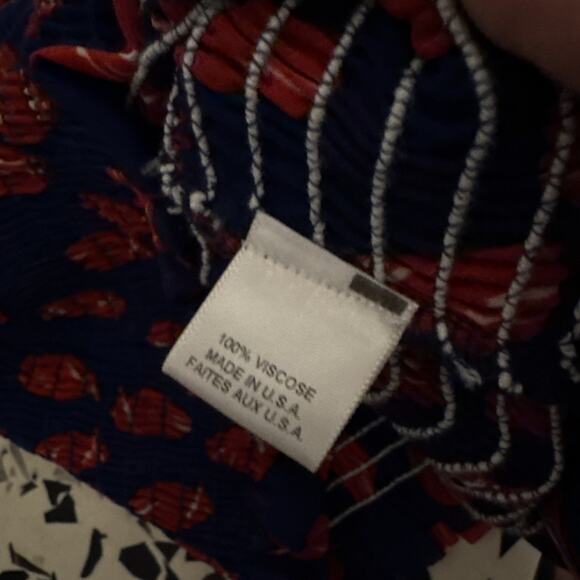 100% VISCOSE
MADE IN U.S.A.
FAITES AUX U.S.A.